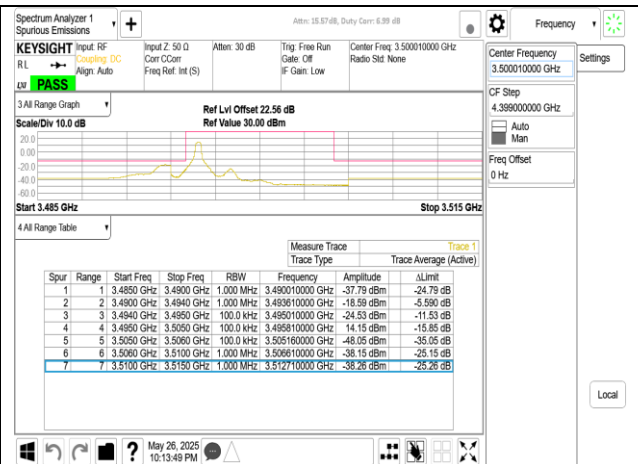 Spectrum Analyzer 1
Spurious Emissions
Attn: 15.57dB, Duty Corr: 6.99 dB
Frequency
KEYSIGHT Input: RF Input Z: 50 Ω Atten: 30 dB Trig: Free Run Center Freq: 3.500010000 GHz
RL Coupling: DC Corr CCorr Gate: Off Radio Std: None
Align: Auto Freq Ref: Int (S) IF Gain: Low
LXI PASS
Center Frequency
3.500010000 GHz
Settings
CF Step
4.399000000 GHz
Auto
Man
Freq Offset
0 Hz
3 All Range Graph
Ref Lvl Offset 22.56 dB
Scale/Div 10.0 dB Ref Value 30.00 dBm
20.0
0.00
-20.0
-40.0
-60.0
Start 3.485 GHz Stop 3.515 GHz
4 All Range Table
Measure Trace Trace 1
Trace Type Trace Average (Active)
Spur Range Start Freq Stop Freq RBW Frequency Amplitude ΔLimit
1 1 3.4850 GHz 3.4900 GHz 1.000 MHz 3.490010000 GHz -37.79 dBm -24.79 dB
2 2 3.4900 GHz 3.4940 GHz 1.000 MHz 3.493610000 GHz -18.59 dBm -5.590 dB
3 3 3.4940 GHz 3.4950 GHz 100.0 kHz 3.495010000 GHz -24.53 dBm -11.53 dB
4 4 3.4950 GHz 3.5050 GHz 100.0 kHz 3.495810000 GHz 14.15 dBm -15.85 dB
5 5 3.5050 GHz 3.5060 GHz 100.0 kHz 3.505160000 GHz -48.05 dBm -35.05 dB
6 6 3.5060 GHz 3.5100 GHz 1.000 MHz 3.506610000 GHz -38.15 dBm -25.15 dB
7 7 3.5100 GHz 3.5150 GHz 1.000 MHz 3.512710000 GHz -38.26 dBm -25.26 dB
Local
?
May 26, 2025
10:13:49 PM